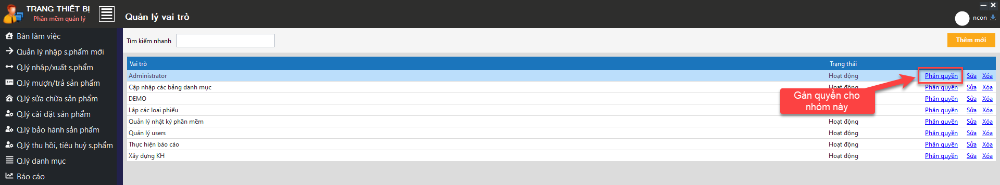 TRANG THIẾT BỊ
Phần mềm quản lý
Quản lý vai trò
ncon
Bàn làm việc
Quản lý nhập s.phẩm mới
Q.lý nhập/xuất s.phẩm
Q.lý mượn/trả sản phẩm
Q.lý sửa chữa sản phẩm
Q.lý cài đặt sản phẩm
Q.lý bảo hành sản phẩm
Q.lý thu hồi, tiêu huỷ s.phẩm
Q.lý danh mục
Báo cáo
Tìm kiếm nhanh
Thêm mới
Vai trò Trạng thái
Administrator Hoạt động Phân quyền Sửa Xóa
Cập nhập các bảng danh mục Hoạt động Phân quyền Sửa Xóa
DEMO Phân quyền Sửa Xóa
Lập các loại phiếu Phân quyền Sửa Xóa
Quản lý nhật ký phần mềm Hoạt động Phân quyền Sửa Xóa
Quản lý users Hoạt động Phân quyền Sửa Xóa
Thực hiện báo cáo Hoạt động Phân quyền Sửa Xóa
Xây dựng KH Hoạt động Phân quyền Sửa Xóa
Gán quyền cho
nhóm này